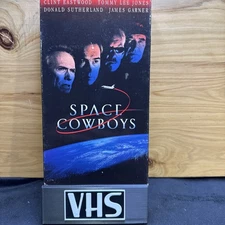 CLINT EASTWOOD TOMMY LEE JONES
DONALD SUTHERLAND JAMES GARNER
SPACE
COWBOYS
VHS